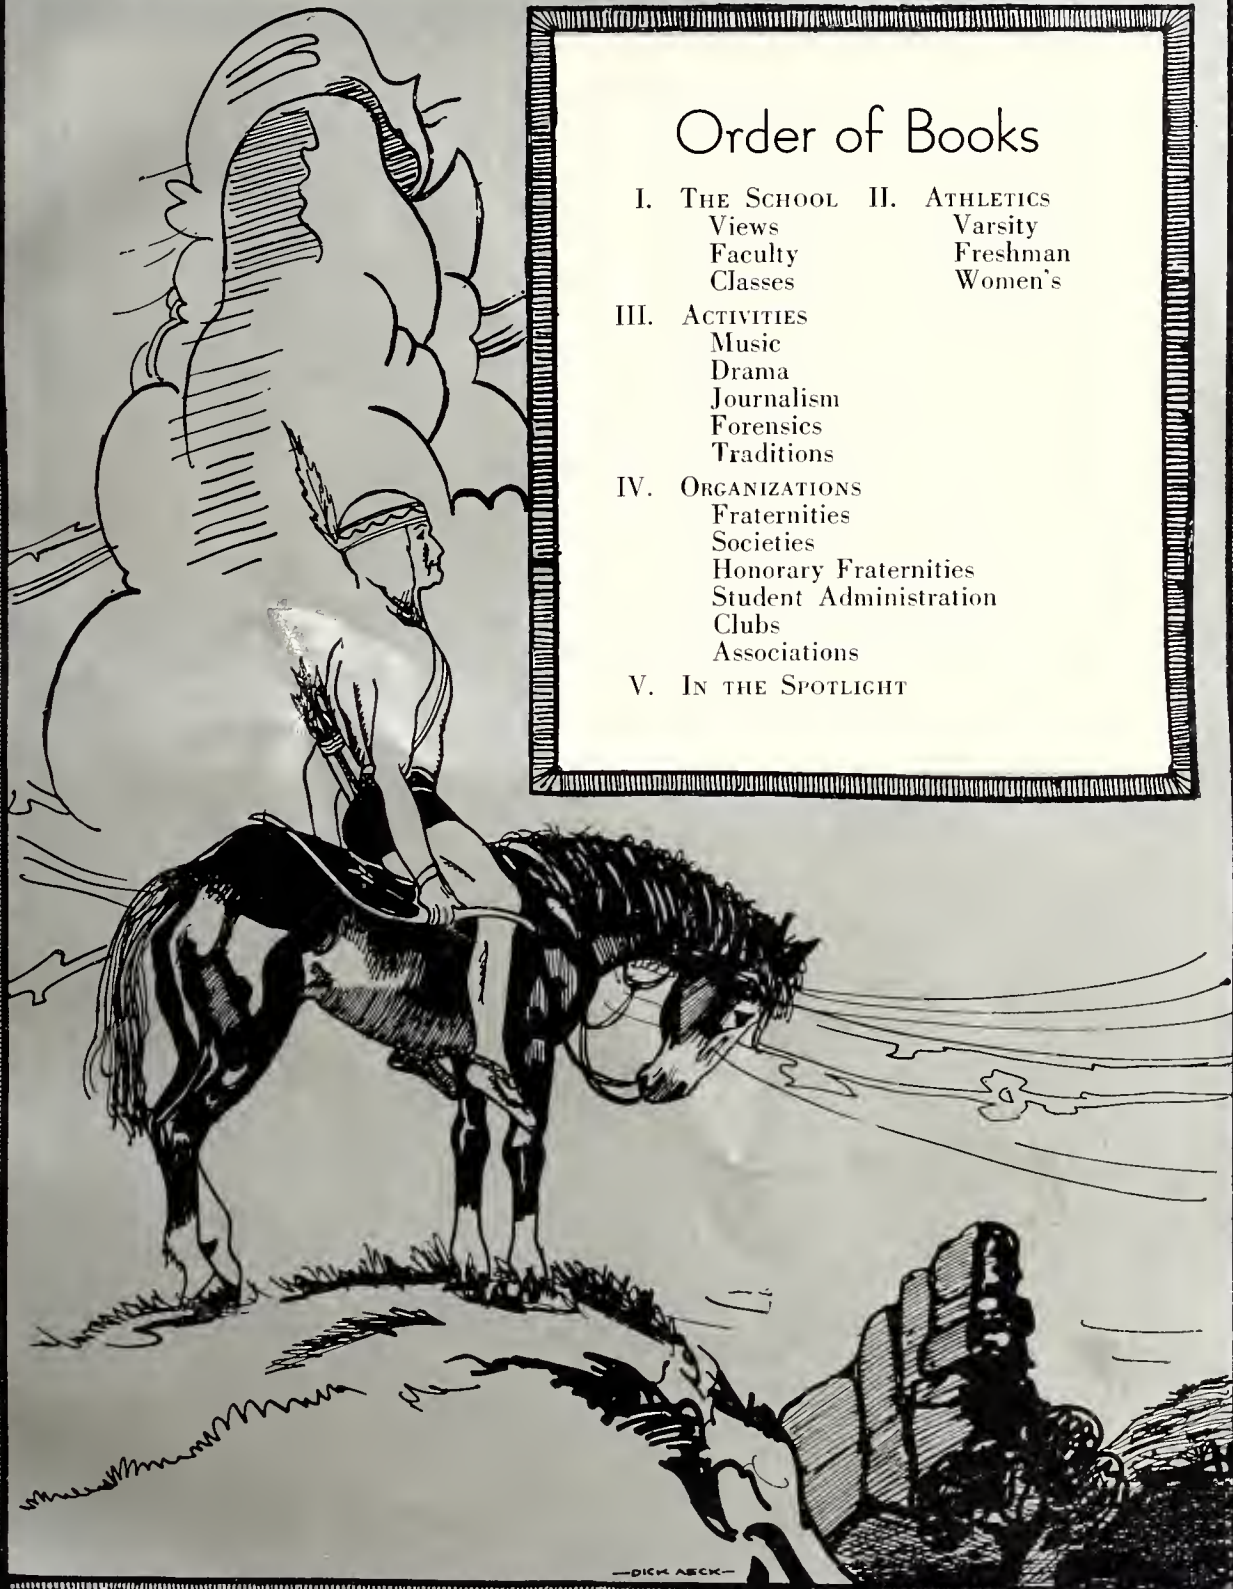 Order of Books
I. THE SCHOOL II. ATHLETICS
Views Varsity
Faculty Freshman
Classes Women's
III. ACTIVITIES
Music
Drama
Journalism
Forensics
Traditions
IV. ORGANIZATIONS
Fraternities
Societies
Honorary Fraternities
Student Administration
Clubs
Associations
V. IN THE SPOTLIGHT
—DICK AECK—